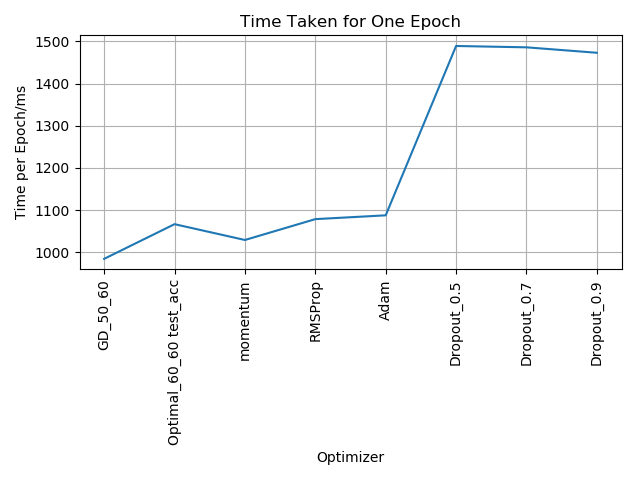 Time Taken for One Epoch
Time per Epoch/ms
1500
1400
1300
1200
1100
1000
GD_50_60
Optimal_60_60 test_acc
momentum
RMSProp
Adam
Dropout_0.5
Dropout_0.7
Dropout_0.9
Optimizer